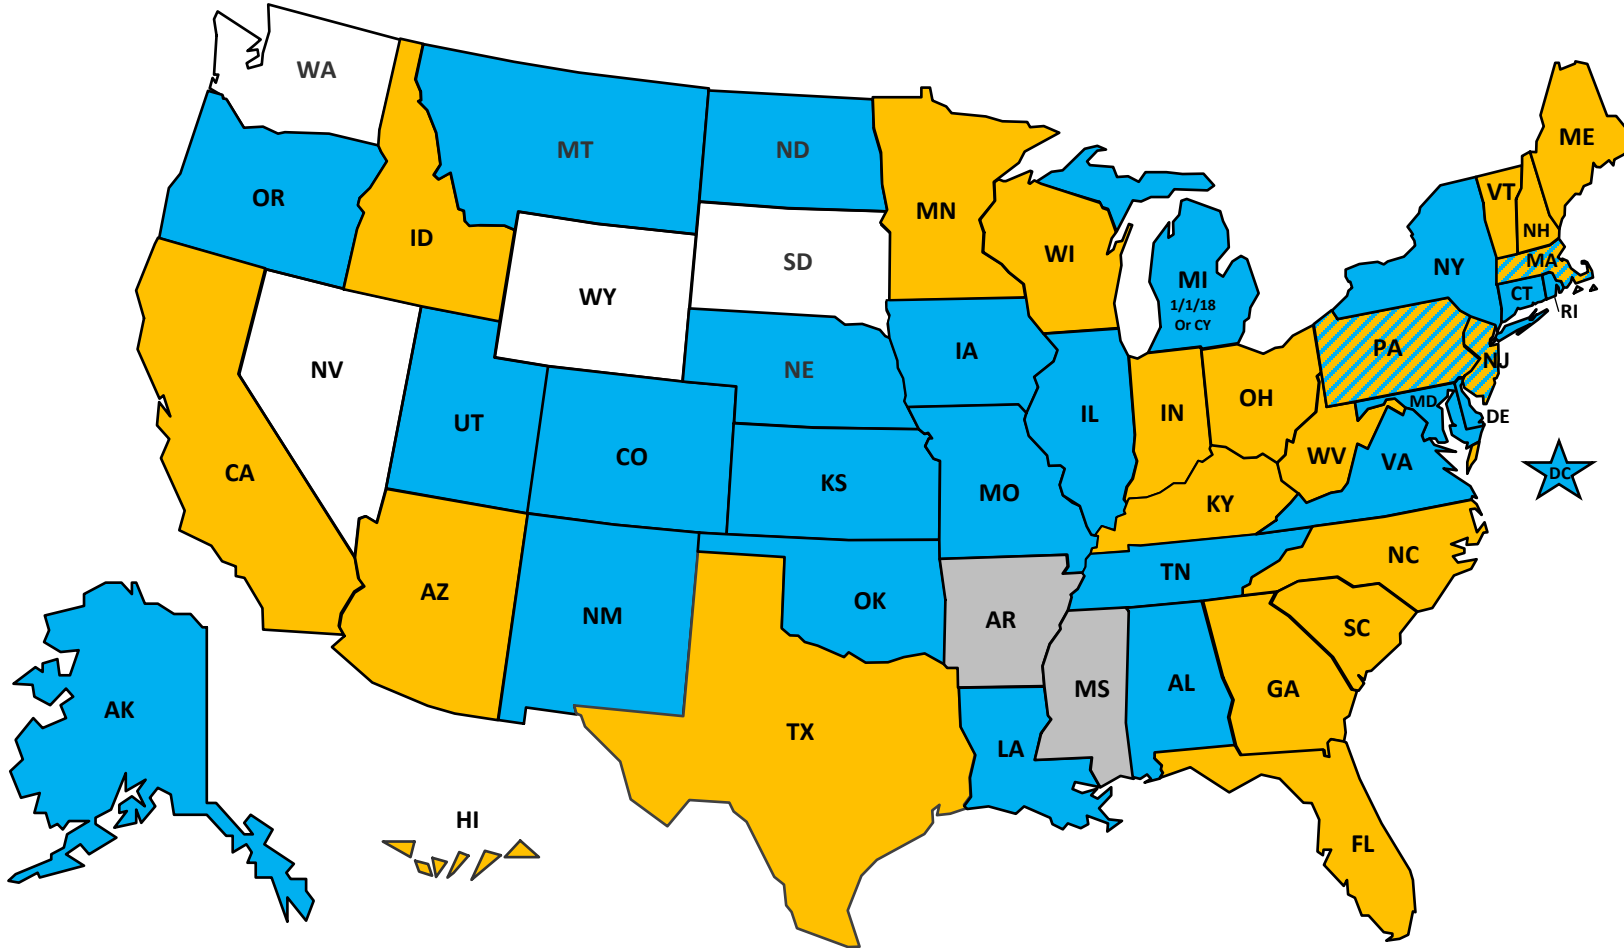 WA
MT
ND
ME
OR
MN
VT
ID
NH
WI
SD
MA
NY
MI
WY
CT
1/1/18
RI
Or CY
IA
PA
NJ
NV
NE
OH
MD
IL
IN
DE
UT
CO
WV
VA
CA
DC
KS
MO
KY
NC
TN
AZ
OK
NM
AR
SC
MS
AL
GA
AK
TX
LA
HI
FL